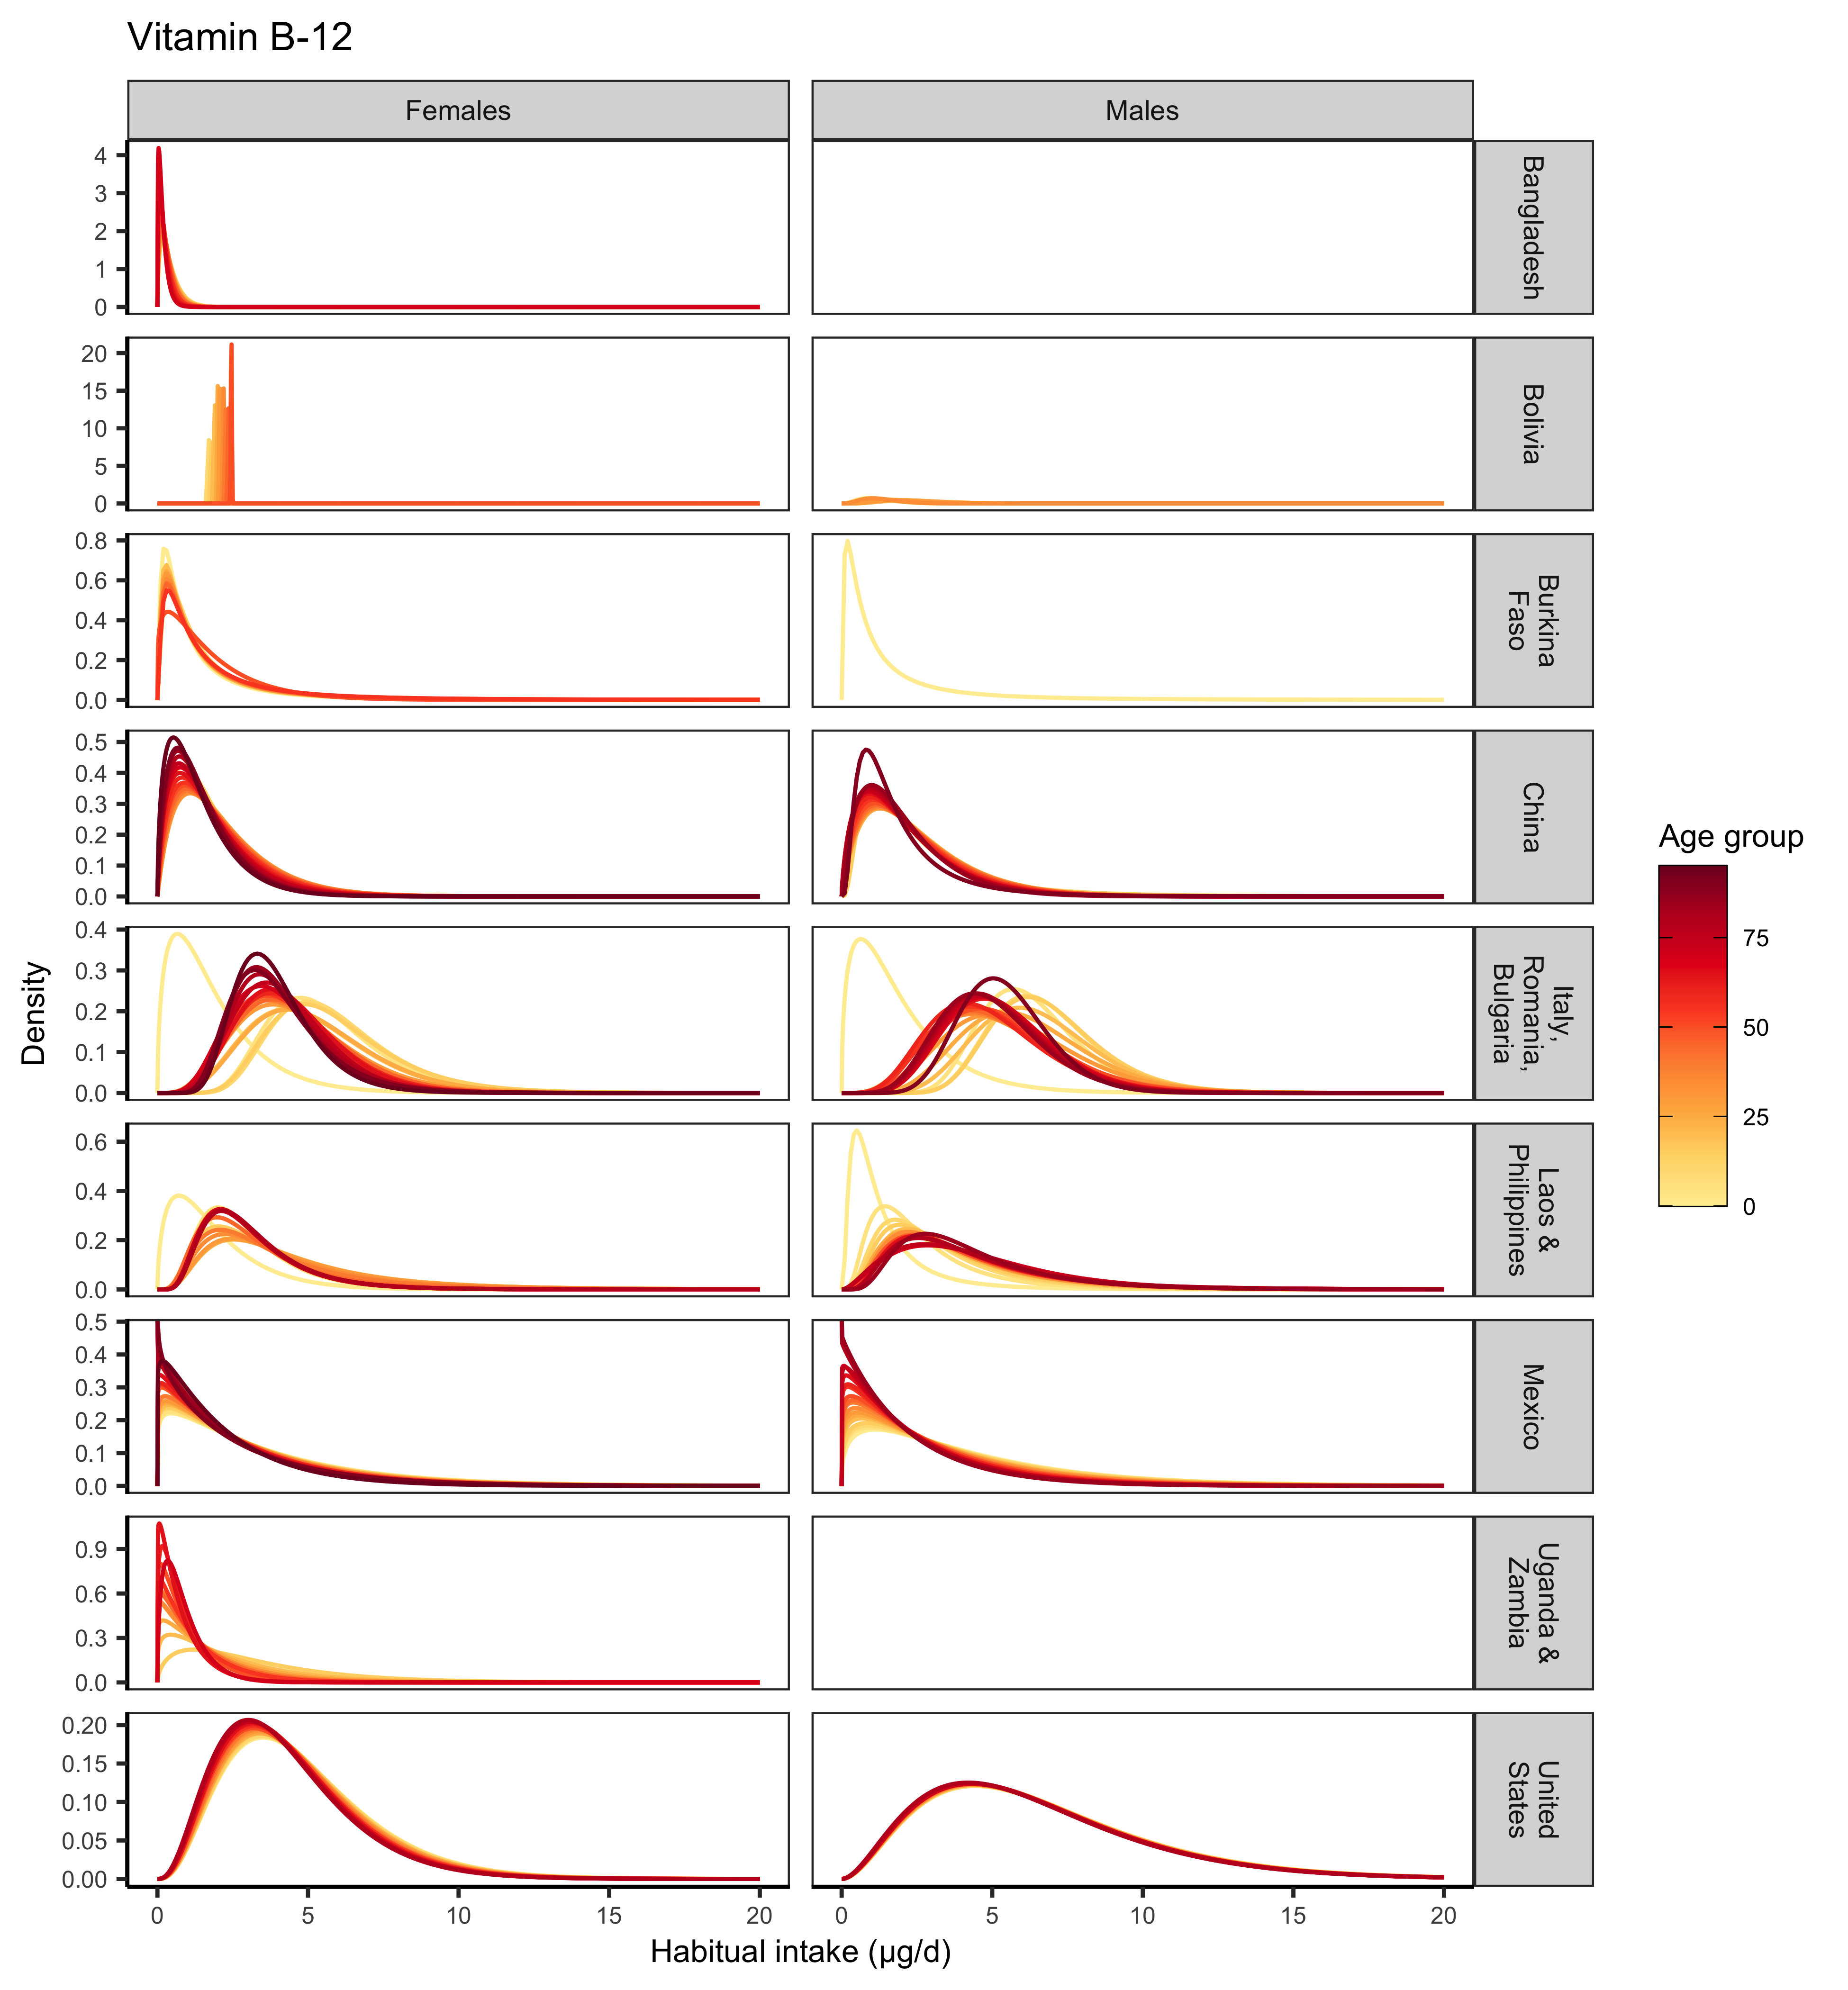 Vitamin B-12
Females
Males
4
3
2
1
0
Bangladesh
20
15
10
5
0
Bolivia
0.8
0.6
0.4
0.2
0.0
Burkina
Faso
0.5
0.4
0.3
0.2
0.1
0.0
China
0.4
0.3
0.2
0.1
0.0
Italy,
Romania,
Bulgaria
0.6
0.4
0.2
0.0
Laos &
Philippines
0.5
0.4
0.3
0.2
0.1
0.0
Mexico
0.9
0.6
0.3
0.0
Uganda &
Zambia
0.20
0.15
0.10
0.05
0.00
United
States
Density
0 5 10 15 20
0 5 10 15 20
Habitual intake (µg/d)
Age group
75
50
25
0